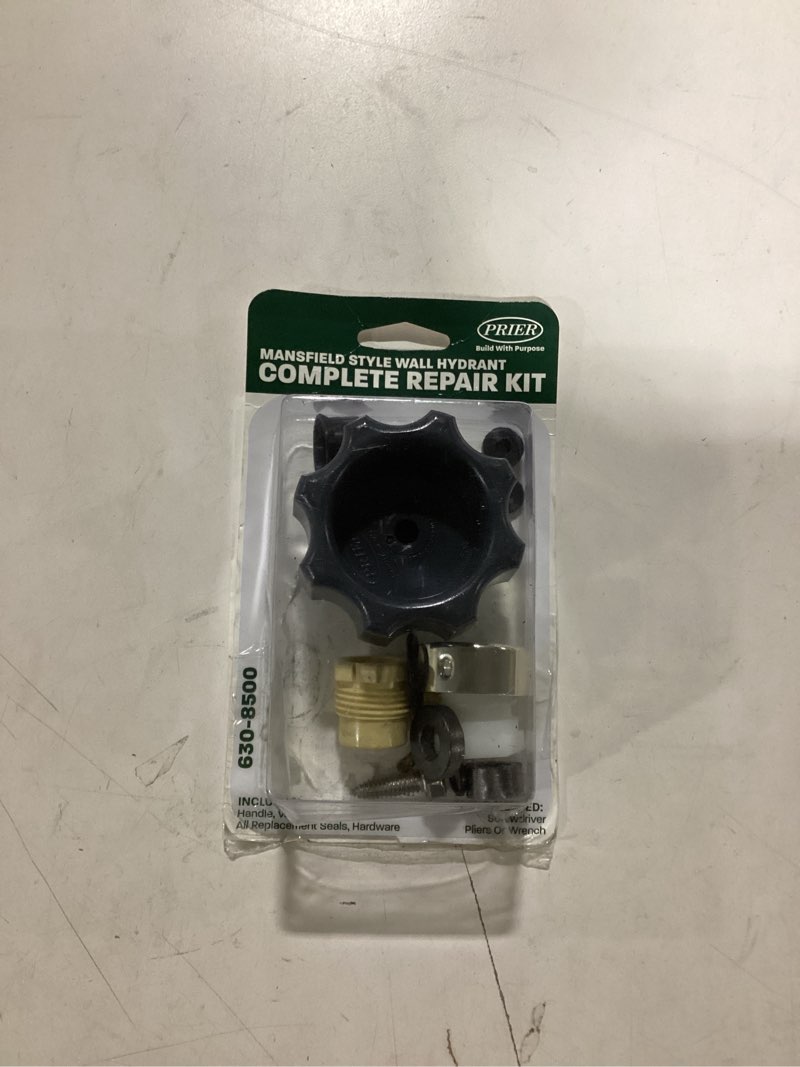 PRIER
Build With Purpose
MANSFIELD STYLE WALL HYDRANT
COMPLETE REPAIR KIT
630-8500
Handle,
All Replacement Seals, Hardware
Screwdriver
Pliers Or Wrench